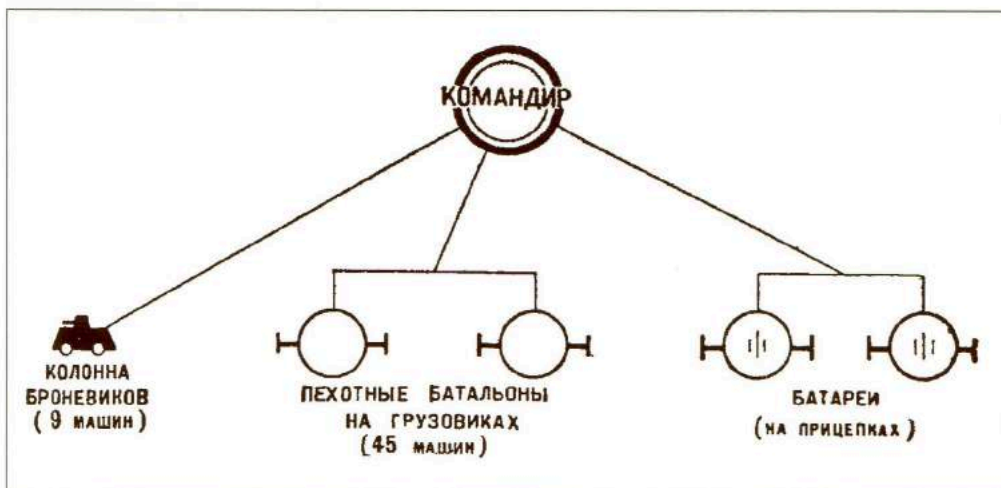 КОМАНДИР
КОЛОННА
БРОНЕВИКОВ
(9 МАШИН)
ПЕХОТНЫЕ БАТАЛЬОНЫ
НА ГРУЗОВИКАХ
(45 МАШИН)
БАТАРЕИ
(НА ПРИЦЕПКАХ)